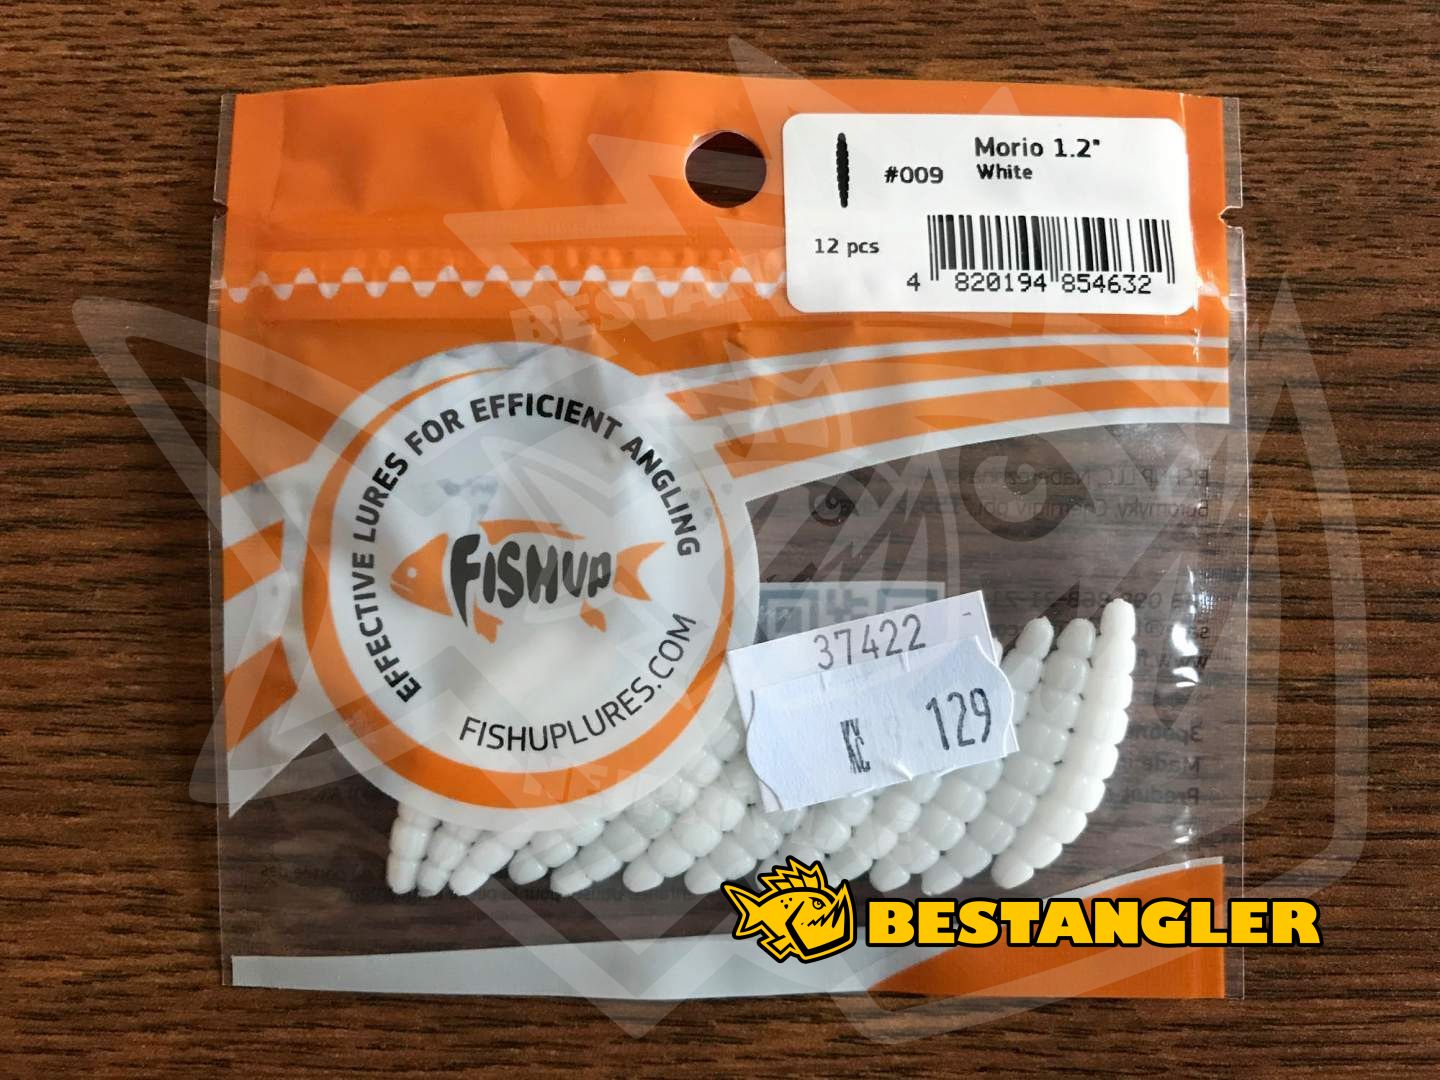 Morio 1.2"
#009 White
12 pcs
4 820194 854632
BESTANGLER
EFFECTIVE LURES FOR EFFICIENT ANGLING
FISHUP
FISHUPLURES.COM
37422
Kč 129
BESTANGLER